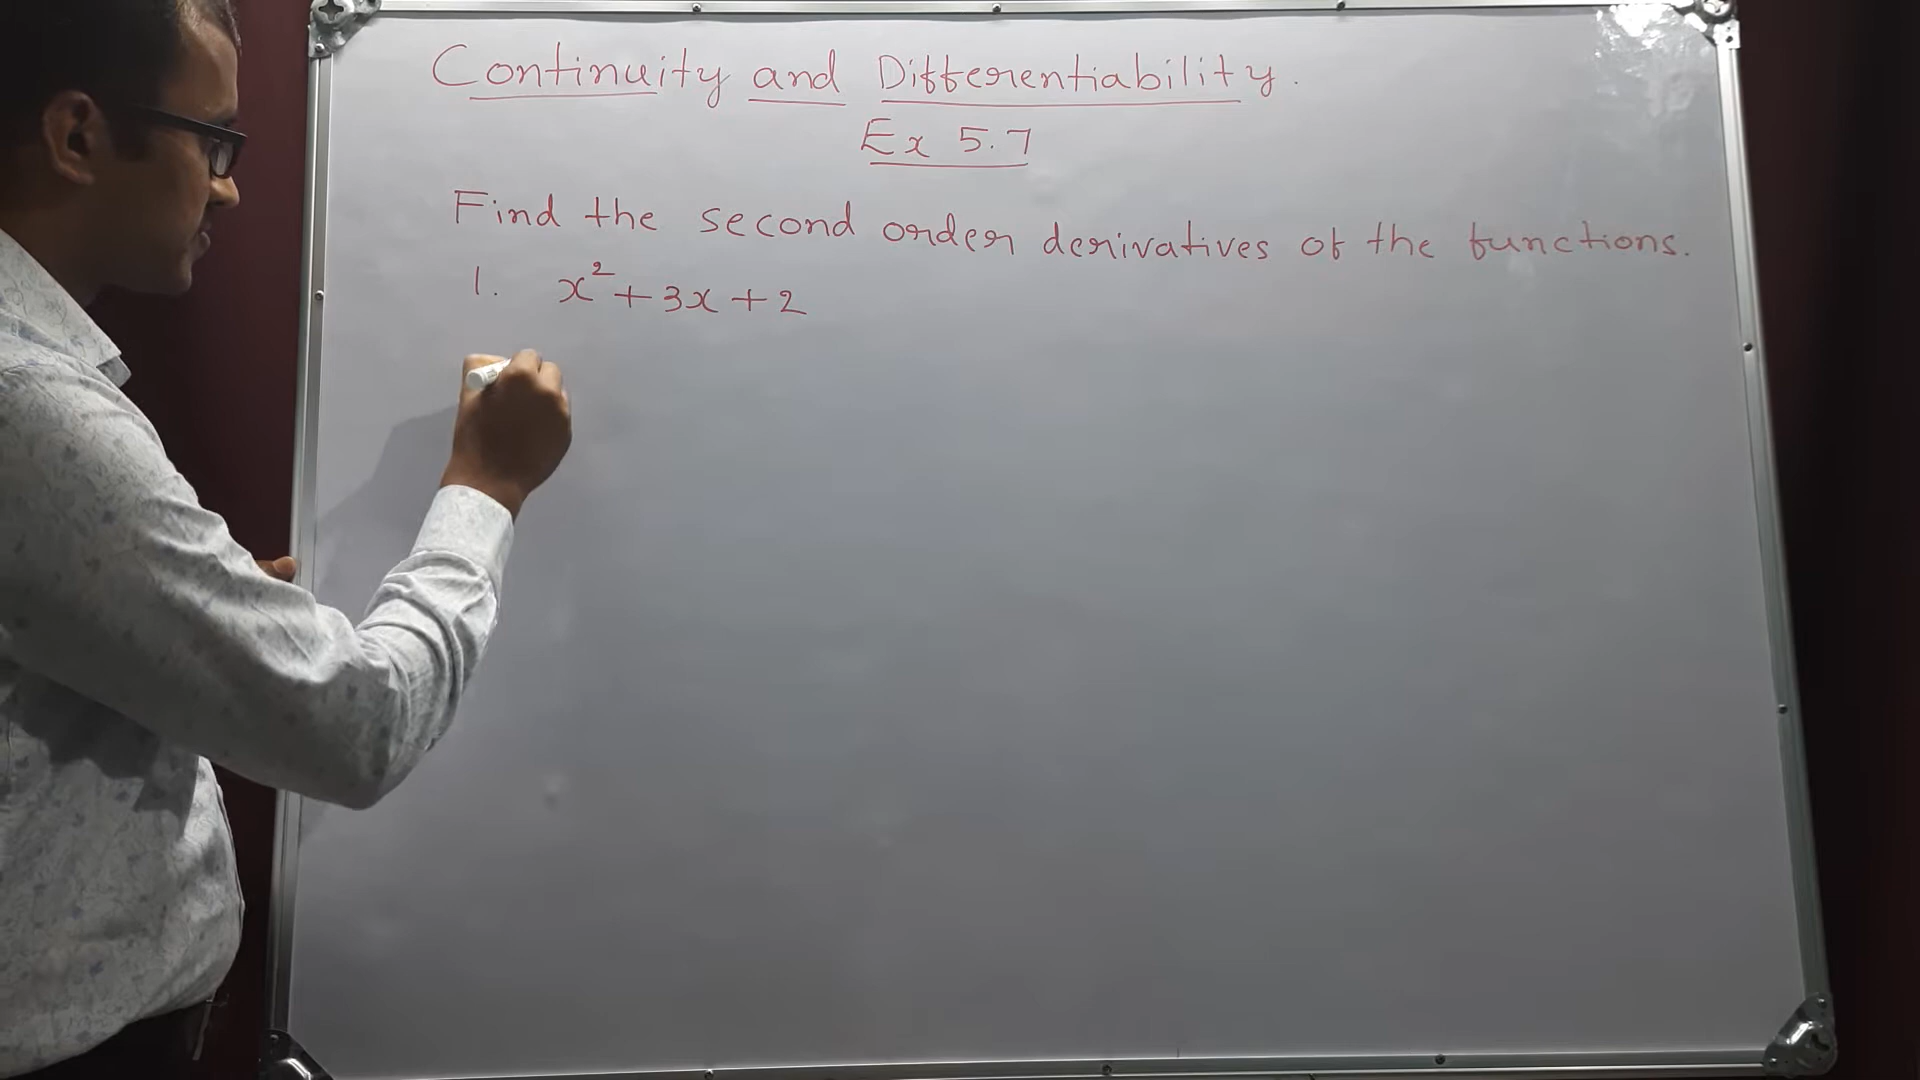 Continuity and Differentiability.
Ex 5.7
Find the second order derivatives of the functions.
1. x² + 3x + 2